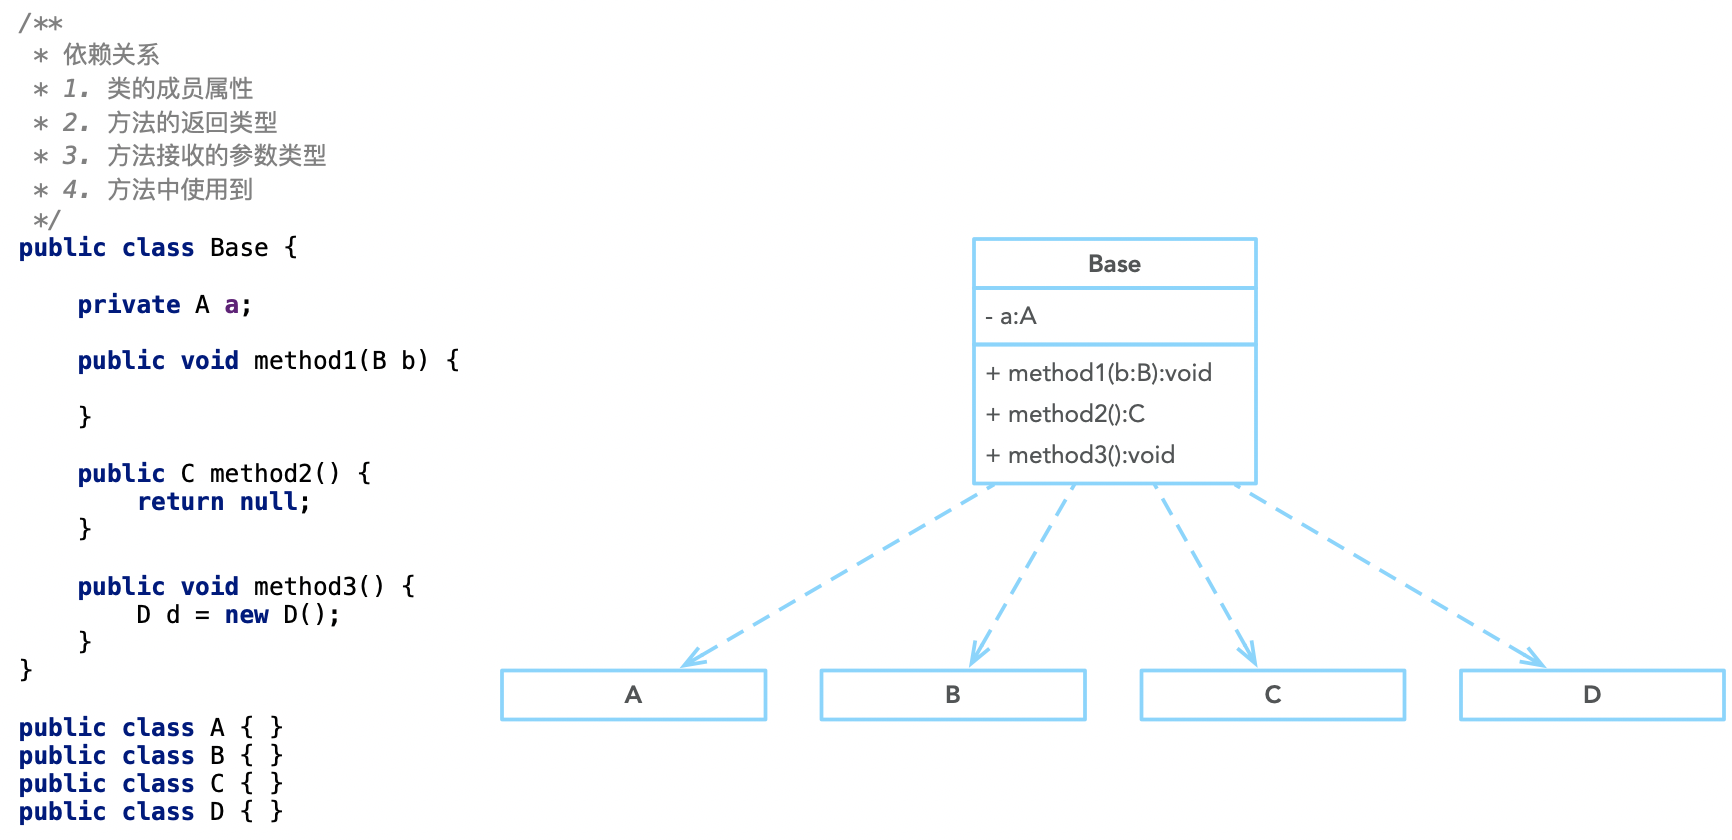 /**
 * 依赖关系
 * 1. 类的成员属性
 * 2. 方法的返回类型
 * 3. 方法接收的参数类型
 * 4. 方法中使用到
 */
public class Base {
    private A a;
    public void method1(B b) {
    }
    public C method2() {
        return null;
    }
    public void method3() {
        D d = new D();
    }
}
public class A { }
public class B { }
public class C { }
public class D { }
Base
- a:A
+ method1(b:B):void
+ method2():C
+ method3():void
A
B
C
D